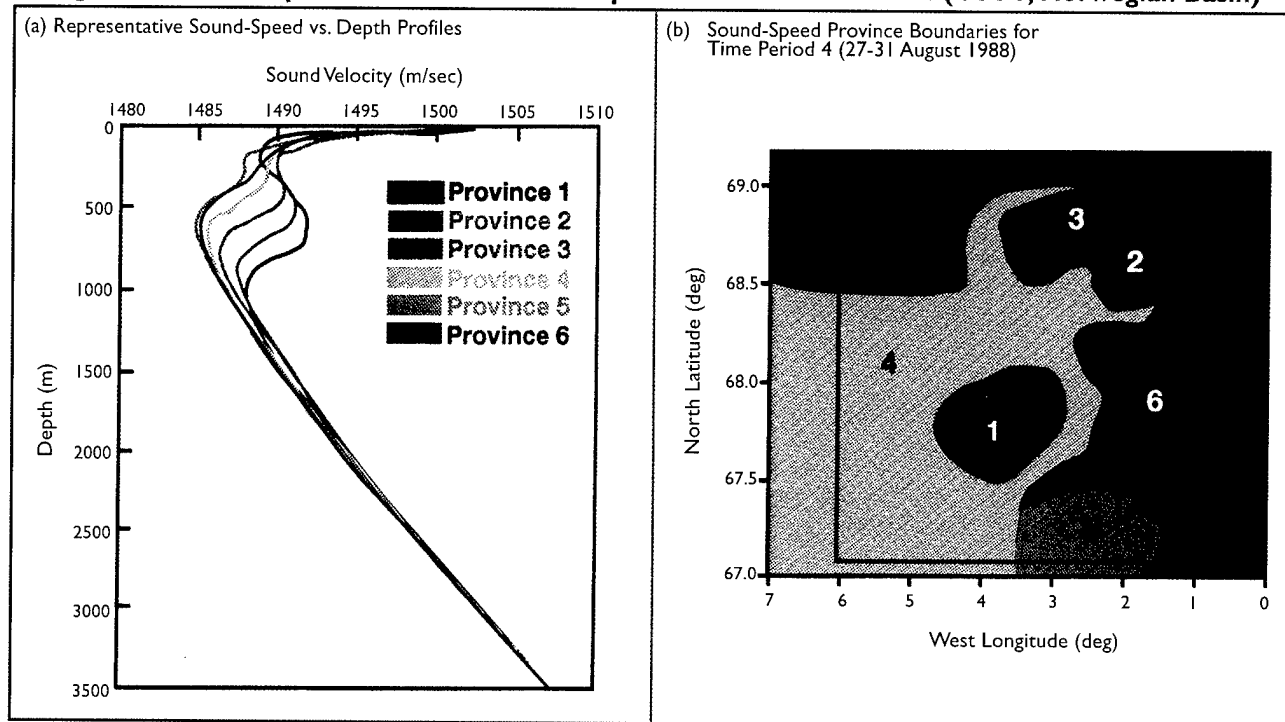 (a) Representative Sound-Speed vs. Depth Profiles
Sound Velocity (m/sec)
1480 1485 1490 1495 1500 1505 1510
0
500
1000
1500
2000
2500
3000
3500
Depth (m)
Province 1
Province 2
Province 3
Province 4
Province 5
Province 6
(b) Sound-Speed Province Boundaries for
Time Period 4 (27-31 August 1988)
69.0
68.5
68.0
67.5
67.0
North Latitude (deg)
3
2
4
6
1
7 6 5 4 3 2 1 0
West Longitude (deg)